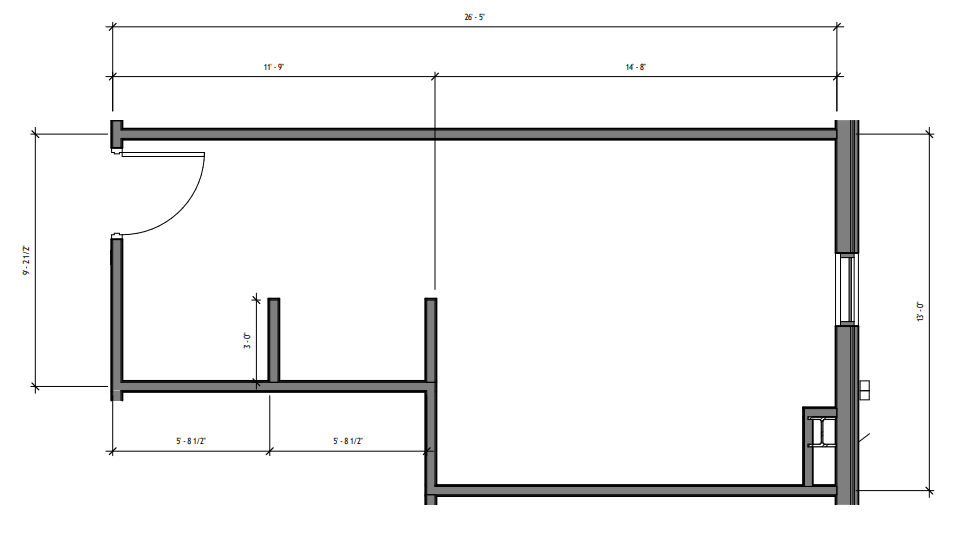 26' - 5"
11' - 9"
14' - 8"
9' - 2 1/2"
3' - 0"
13' - 0"
5' - 8 1/2"
5' - 8 1/2"